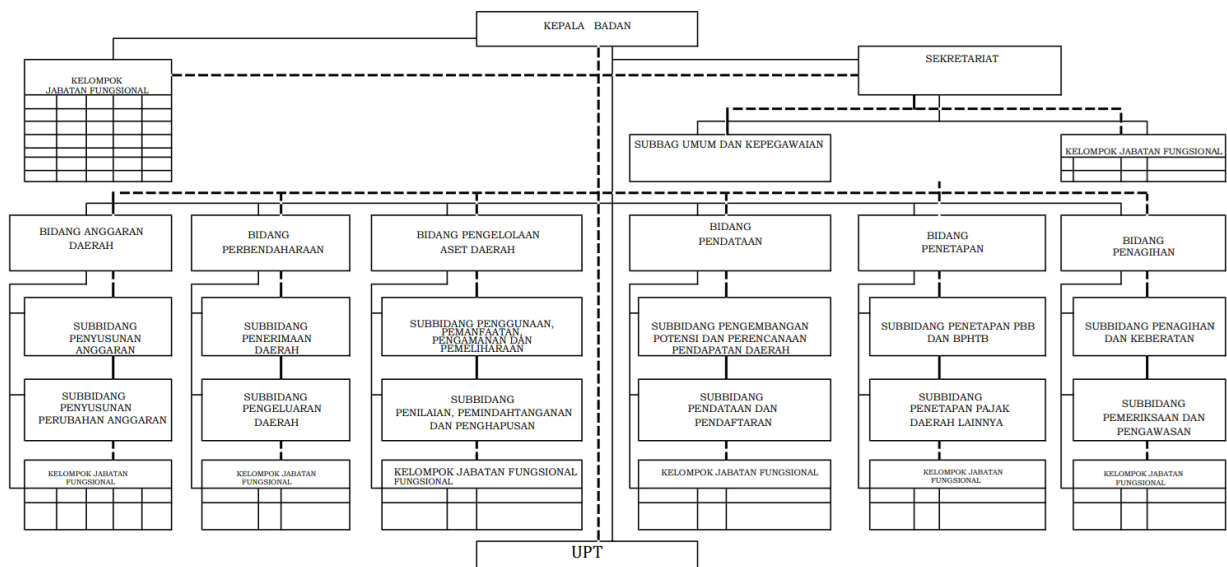 KEPALA BADAN
SEKRETARIAT
KELOMPOK
JABATAN FUNGSIONAL
SUBBAG UMUM DAN KEPEGAWAIAN
KELOMPOK JABATAN FUNGSIONAL
BIDANG ANGGARAN
DAERAH
BIDANG
PERBENDAHARAAN
BIDANG PENGELOLAAN
ASET DAERAH
BIDANG
PENDATAAN
BIDANG
PENETAPAN
BIDANG
PENAGIHAN
SUBBIDANG
PENYUSUNAN
ANGGARAN
SUBBIDANG
PENERIMAAN
DAERAH
SUBBIDANG PENGGUNAAN,
PEMANFAATAN,
PENGAMANAN DAN
PEMELIHARAAN
SUBBIDANG PENGEMBANGAN
POTENSI DAN PERENCANAAN
PENDAPATAN DAERAH
SUBBIDANG PENETAPAN PBB
DAN BPHTB
SUBBIDANG PENAGIHAN
DAN KEBERATAN
SUBBIDANG
PENYUSUNAN
PERUBAHAN ANGGARAN
SUBBIDANG
PENGELUARAN
DAERAH
SUBBIDANG
PENILAIAN, PEMINDAHTANGANAN
DAN PENGHAPUSAN
SUBBIDANG
PENDATAAN DAN
PENDAFTARAN
SUBBIDANG
PENETAPAN PAJAK
DAERAH LAINNYA
SUBBIDANG
PEMERIKSAAN DAN
PENGAWASAN
KELOMPOK JABATAN
FUNGSIONAL
KELOMPOK JABATAN
FUNGSIONAL
KELOMPOK JABATAN FUNGSIONAL
FUNGSIONAL
KELOMPOK JABATAN FUNGSIONAL
KELOMPOK JABATAN
FUNGSIONAL
KELOMPOK JABATAN
FUNGSIONAL
UPT